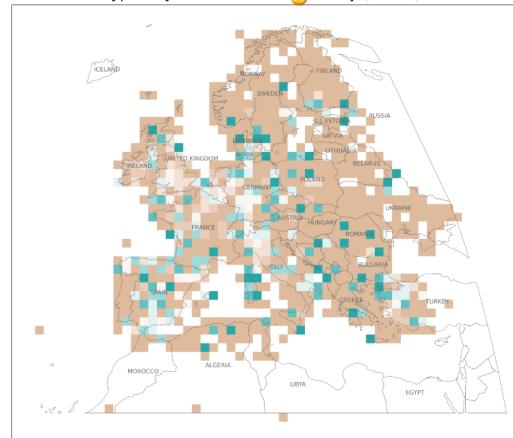 ICELAND
NORWAY
FINLAND
SWEDEN
RUSSIA
ESTONIA
LATVIA
DENMARK
LITHUANIA
UNITED KINGDOM
IRELAND
BELARUS
POLAND
GERMANY
UKRAINE
AUSTRIA
HUNGARY
FRANCE
ROMANIA
BULGARIA
ITALY
SPAIN
GREECE
TURKEY
MOROCCO
ALGERIA
LIBYA
EGYPT